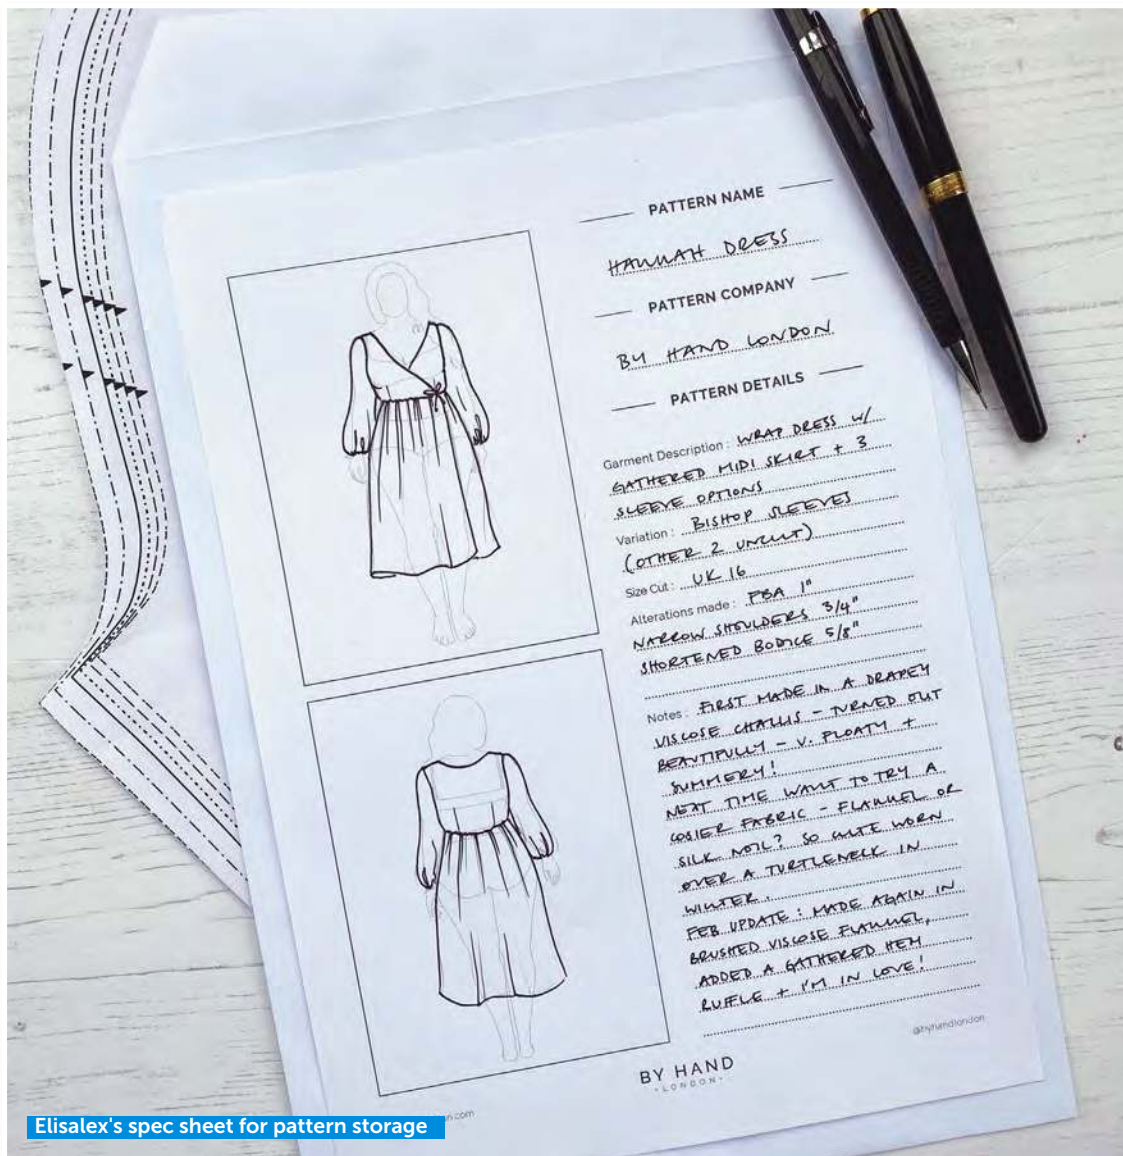 PATTERN NAME
HANNAH DRESS
PATTERN COMPANY
BY HAND LONDON
PATTERN DETAILS
Garment Description : WRAP DRESS W/
GATHERED MIDI SKIRT + 3
SLEEVE OPTIONS
Variation : BISHOP SLEEVES
(OTHER 2 UNCUT)
Size Cut : UK 16
Alterations made : FBA 1"
NARROW SHOULDERS 3/4"
SHORTENED BODICE 5/8"
Notes : FIRST MADE IN A DRAPEY
VISCOSE CHALLIS - TURNED OUT
BEAUTIFULLY - V. FLOATY +
SUMMERY!
NEXT TIME WANT TO TRY A
COSIER FABRIC - FLANNEL OR
SILK NOIL? SO CUTE WORN
OVER A TURTLENECK IN
WINTER.
FEB UPDATE : MADE AGAIN IN
BRUSHED VISCOSE FLANNEL,
ADDED A GATHERED HEM
RUFFLE + I'M IN LOVE!
@byhandlondon
BY HAND
• LONDON •
Elisalex's spec sheet for pattern storage